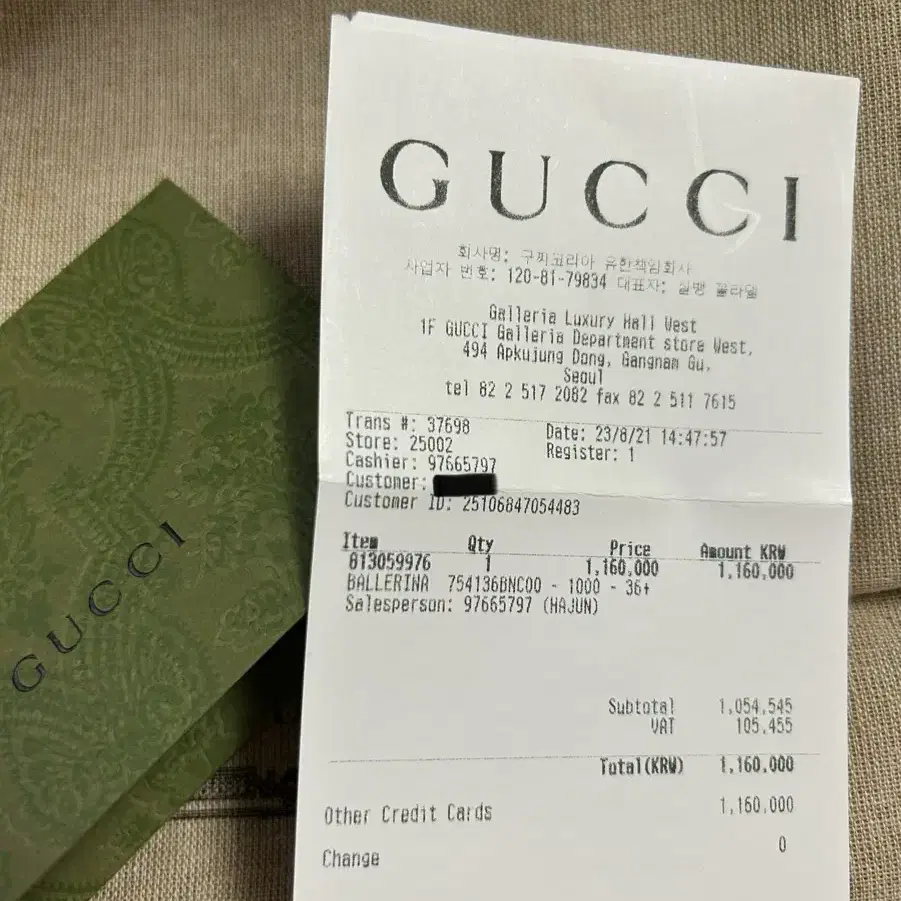 GUCCI
GUCCI
회사명: 구찌코리아 유한책임회사
사업자 번호: 120-81-79834 대표자:
Galleria Luxury Hall West
1F GUCCI Galleria Department store West,
494 Apkujung Dong, Gangnam Gu,
Seoul
tel 82 2 517 2082 fax 82 2 511 7615
Trans #: 37698 Date: 23/8/21 14:47:57
Store: 25002 Register: 1
Cashier: 97665797
Customer:
Customer ID: 25106847054483
Item Qty Price Amount KRW
813059976 1 1,160,000 1,160,000
BALLERINA 754136BNC00 - 1000 - 36+
Salesperson: 97665797 (HAJUN)
Subtotal 1,054,545
VAT 105,455
Total(KRW) 1,160,000
Other Credit Cards 1,160,000
Change 0